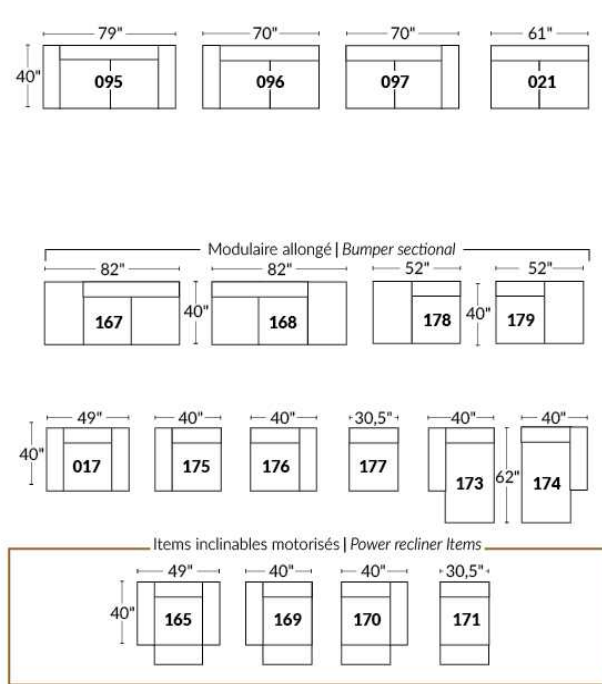 79" 70" 70" 61"
40" 095 096 097 021
Modulaire allongé | Bumper sectional
82" 82" 52" 52"
167 40" 168 178 40" 179
49" 40" 40" 30,5" 40" 40"
40" 017 175 176 177 173 62" 174
Items inclinables motorisés | Power recliner Items
49" 40" 40" 30,5"
40" 165 169 170 171